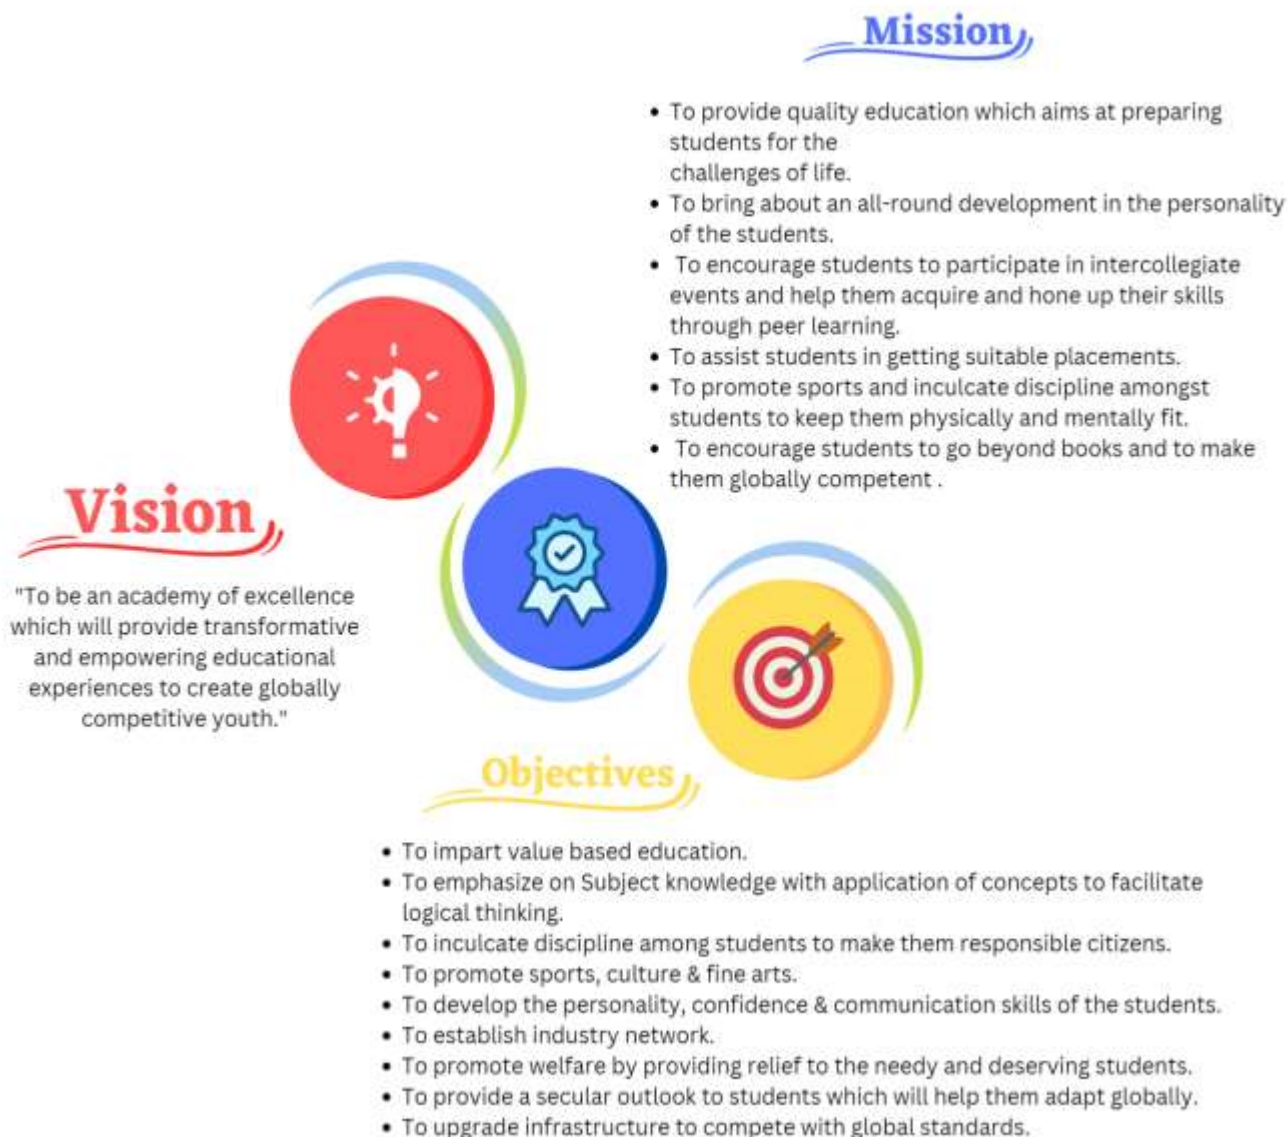 Mission
• To provide quality education which aims at preparing
students for the
challenges of life.
• To bring about an all-round development in the personality
of the students.
• To encourage students to participate in intercollegiate
events and help them acquire and hone up their skills
through peer learning.
• To assist students in getting suitable placements.
• To promote sports and inculcate discipline amongst
students to keep them physically and mentally fit.
• To encourage students to go beyond books and to make
them globally competent .
Vision
"To be an academy of excellence
which will provide transformative
and empowering educational
experiences to create globally
competitive youth."
Objectives
• To impart value based education.
• To emphasize on Subject knowledge with application of concepts to facilitate
logical thinking.
• To inculcate discipline among students to make them responsible citizens.
• To promote sports, culture & fine arts.
• To develop the personality, confidence & communication skills of the students.
• To establish industry network.
• To promote welfare by providing relief to the needy and deserving students.
• To provide a secular outlook to students which will help them adapt globally.
• To upgrade infrastructure to compete with global standards.